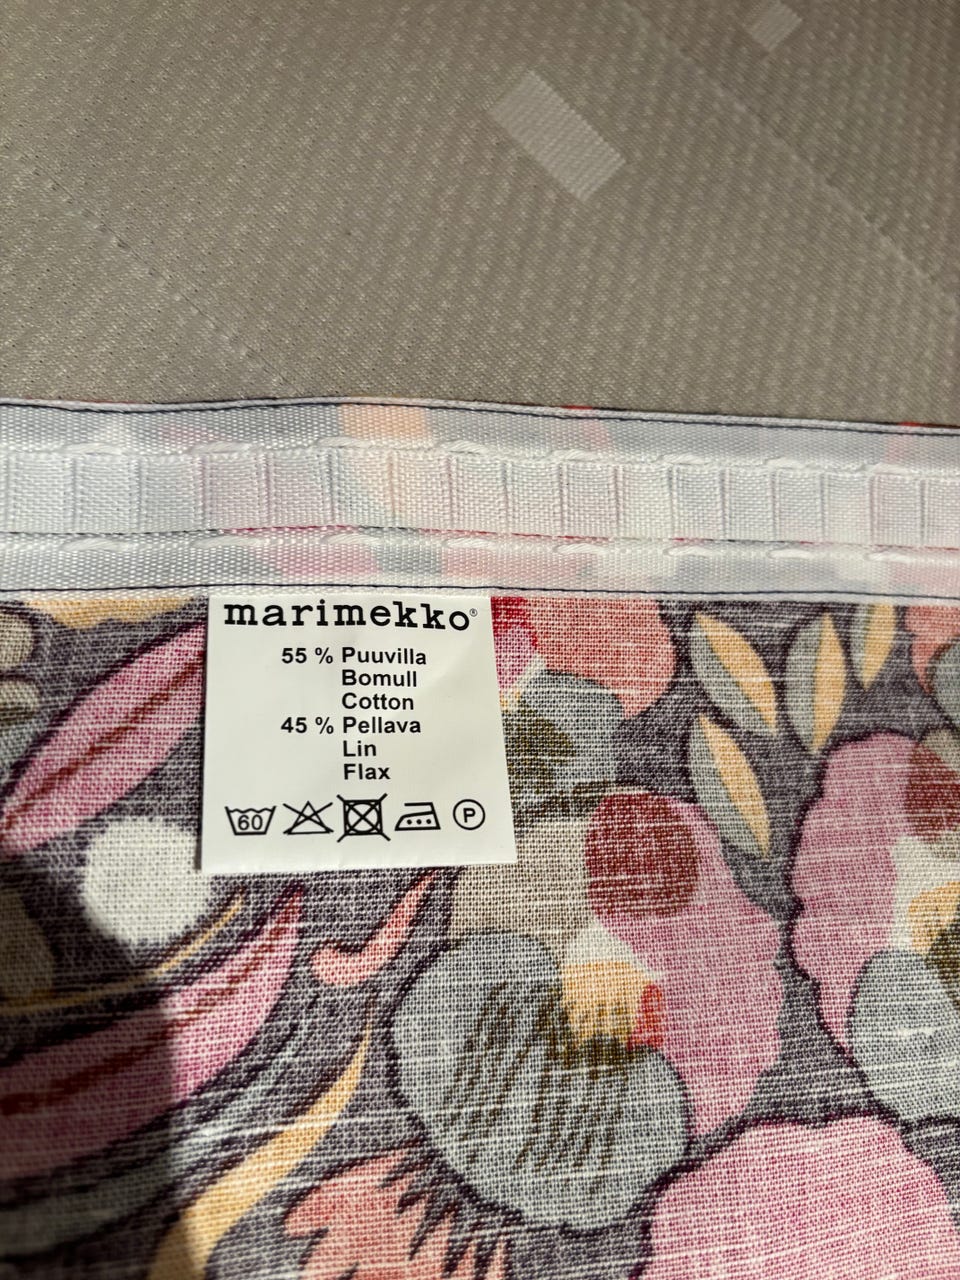 marimekko®
55 % Puuvilla
Bomull
Cotton
45 % Pellava
Lin
Flax
60 P